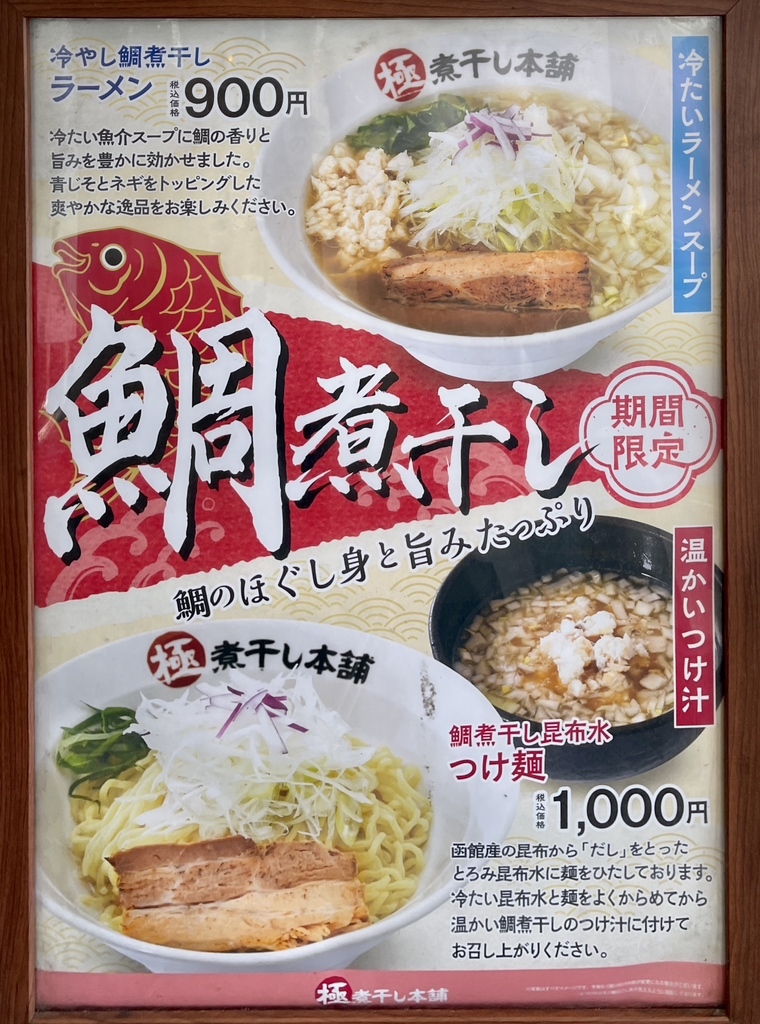 冷やし鯛煮干し
ラーメン 税込価格 900円
冷たい魚介スープに鯛の香りと
旨みを豊かに効かせました。
青じそとネギをトッピングした
爽やかな逸品をお楽しみください。
極 煮干し本舗
冷たいラーメンスープ
鯛煮干し
期間
限定
鯛のほぐし身と旨みたっぷり
温かいつけ汁
極 煮干し本舗
鯛煮干し昆布水
つけ麺
税込価格 1,000円
函館産の昆布から「だし」をとった
とろみ昆布水に麺をひたしております。
冷たい昆布水と麺をよくからめてから
温かい鯛煮干しのつけ汁に付けて
お召し上がりください。
極 煮干し本舗